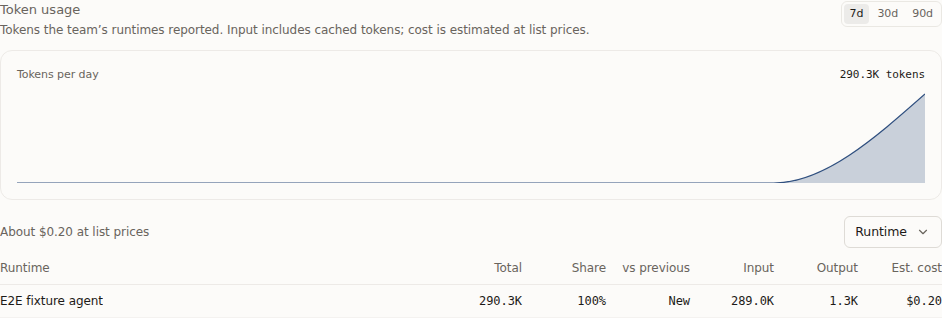 Token usage
7d 30d 90d
Tokens the team’s runtimes reported. Input includes cached tokens; cost is estimated at list prices.
Tokens per day
290.3K tokens
About $0.20 at list prices
Runtime
Runtime Total Share vs previous Input Output Est. cost
E2E fixture agent 290.3K 100% New 289.0K 1.3K $0.20